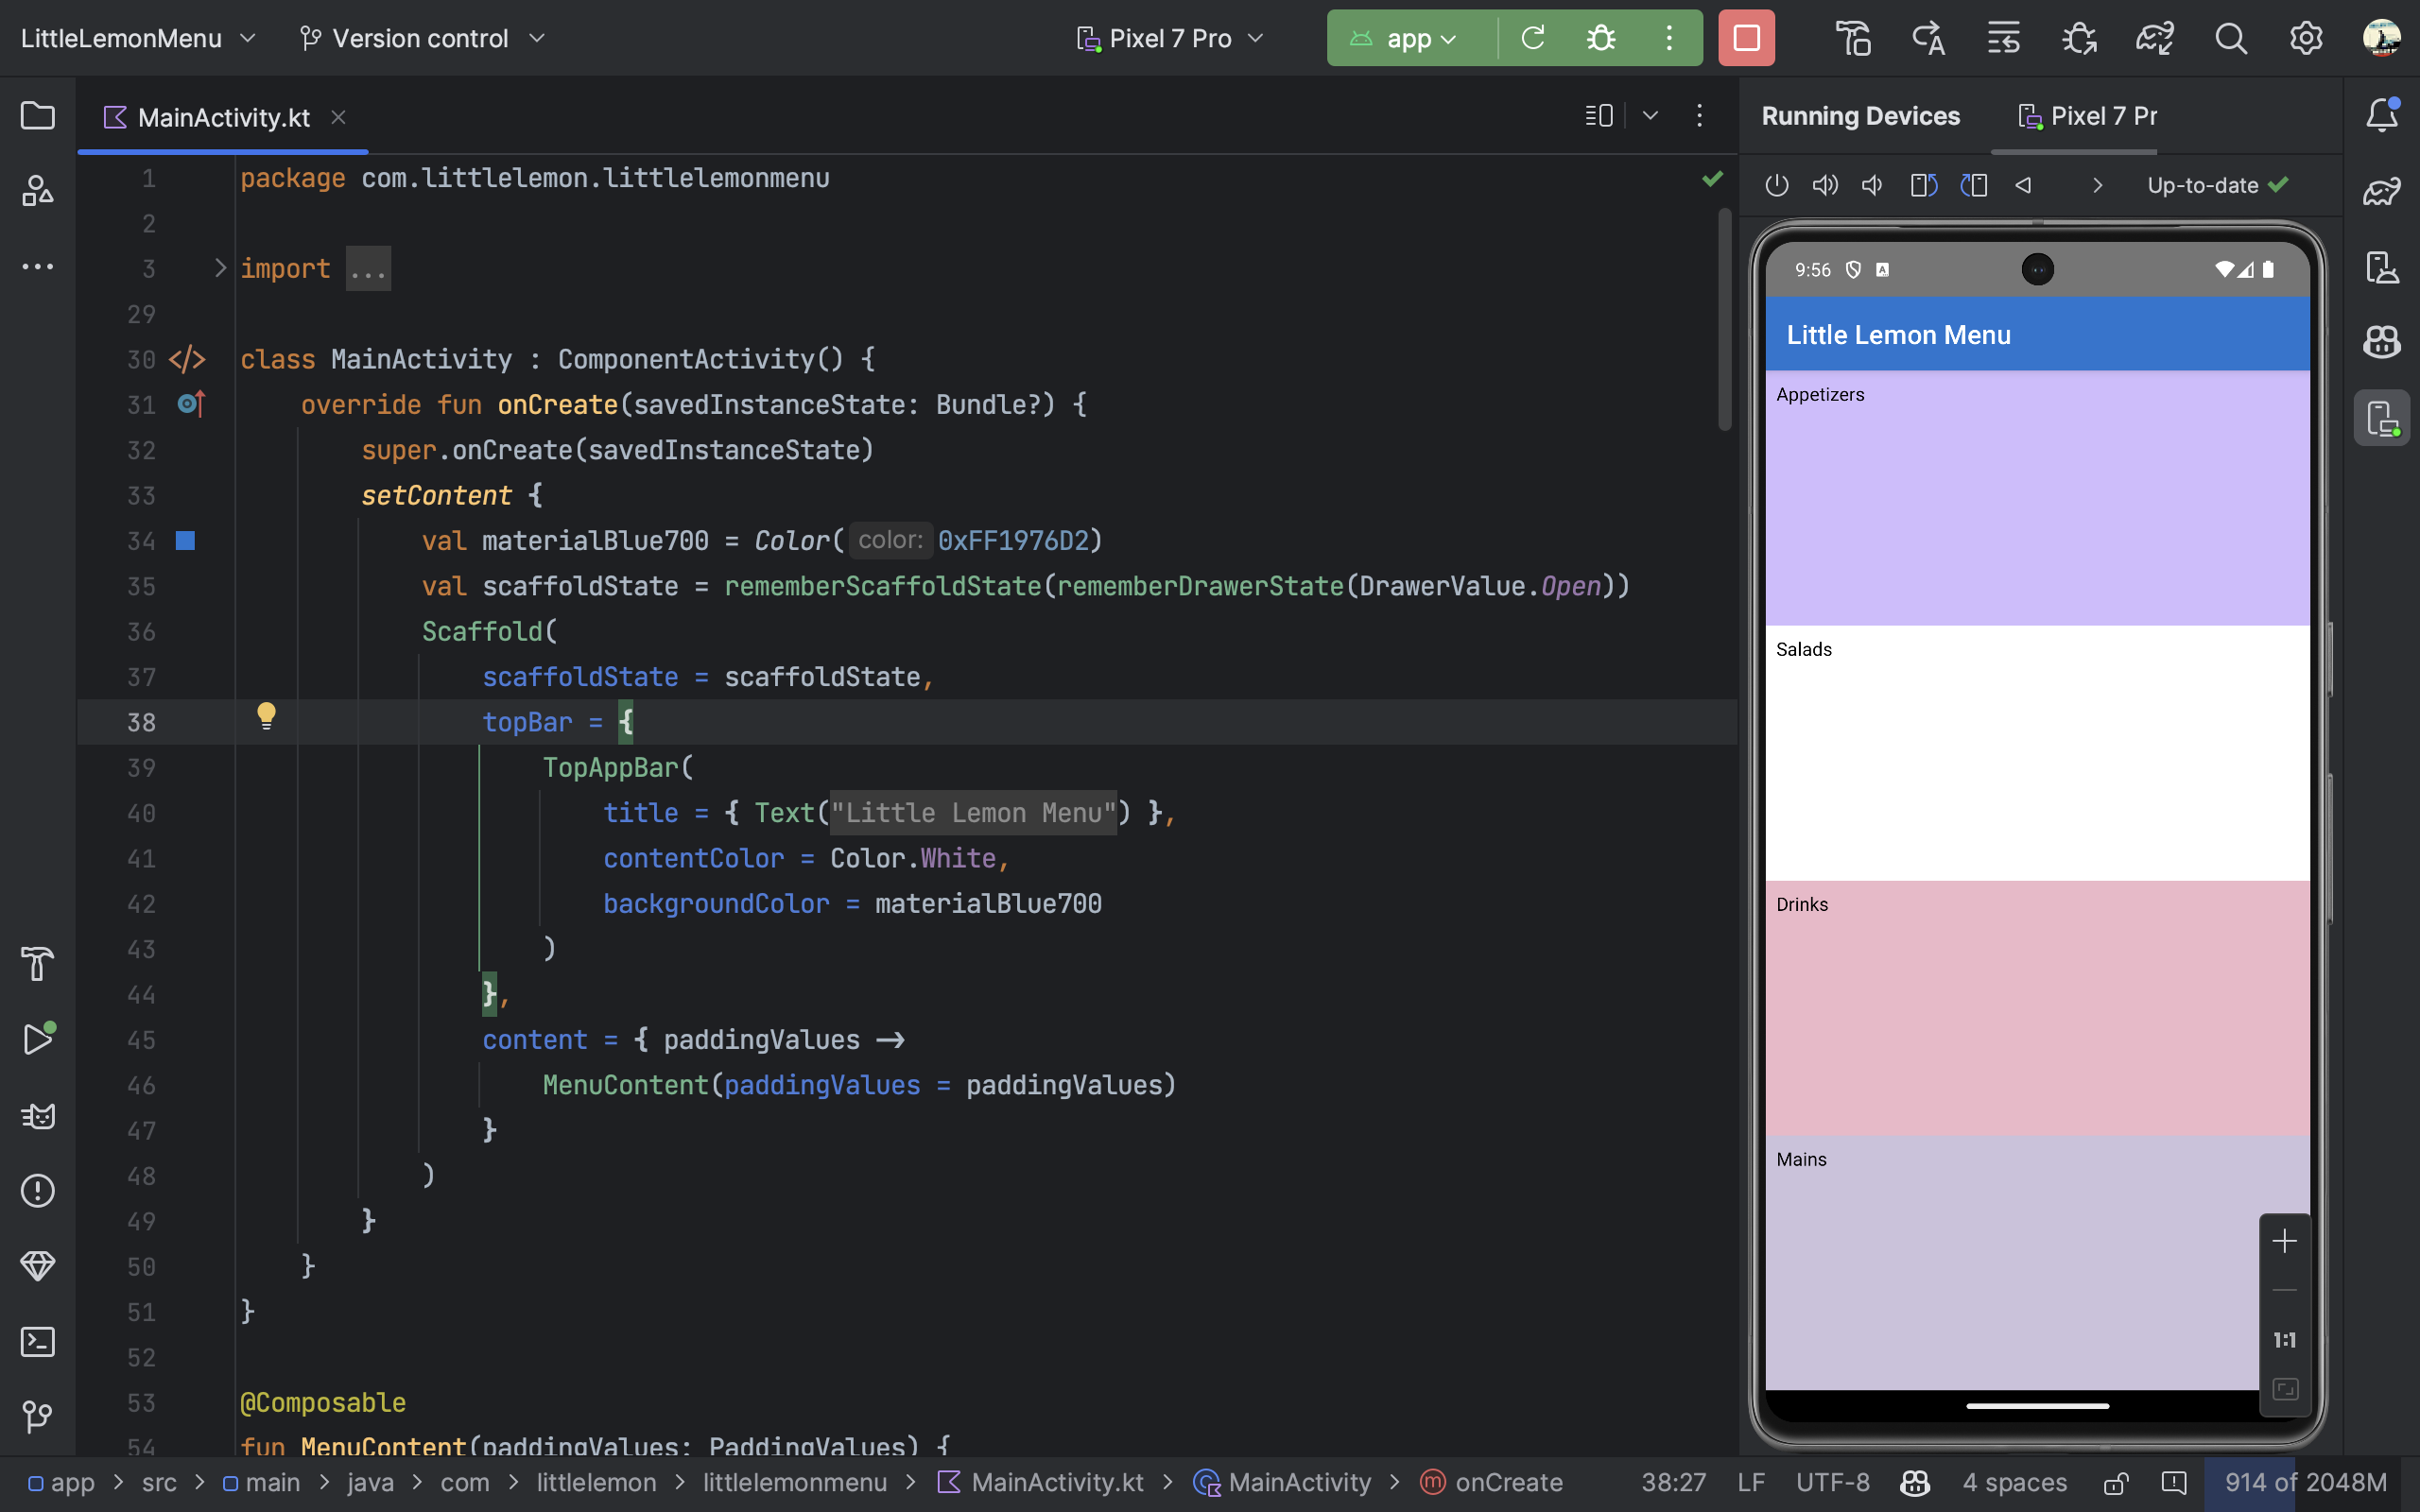 LittleLemonMenu
Version control
Pixel 7 Pro
app
MainActivity.kt
1 package com.littlelemon.littlelemonmenu
2
3 import ...
29
30 class MainActivity : ComponentActivity() {
31 override fun onCreate(savedInstanceState: Bundle?) {
32 super.onCreate(savedInstanceState)
33 setContent {
34 val materialBlue700 = Color( color: 0xFF1976D2)
35 val scaffoldState = rememberScaffoldState(rememberDrawerState(DrawerValue.Open))
36 Scaffold(
37 scaffoldState = scaffoldState,
38 topBar = {
39 TopAppBar(
40 title = { Text("Little Lemon Menu") },
41 contentColor = Color.White,
42 backgroundColor = materialBlue700
43 )
44 },
45 content = { paddingValues ->
46 MenuContent(paddingValues = paddingValues)
47 }
48 )
49 }
50 }
51 }
52
53 @Composable
54 fun MenuContent(paddingValues: PaddingValues) {
Running Devices
Pixel 7 Pr
Up-to-date
9:56
A
Little Lemon Menu
Appetizers
Salads
Drinks
Mains
1:1
app > src > main > java > com > littlelemon > littlelemonmenu > MainActivity.kt > MainActivity > m onCreate
38:27 LF UTF-8 4 spaces 914 of 2048M